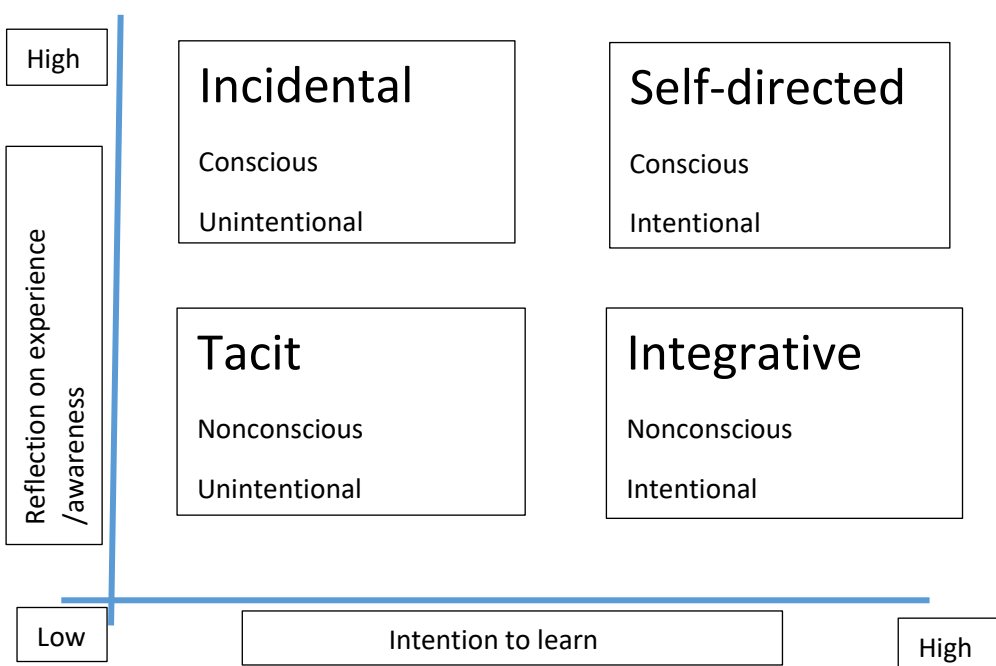 High
Incidental
Conscious
Unintentional
Self-directed
Conscious
Intentional
Reflection on experience
/awareness
Tacit
Nonconscious
Unintentional
Integrative
Nonconscious
Intentional
Low
Intention to learn
High